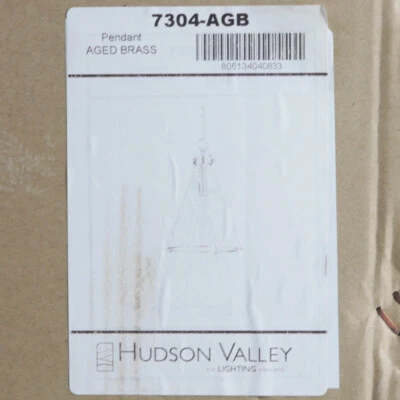 7304-AGB
Pendant
AGED BRASS
806134040833
HUDSON VALLEY
LIGHTING